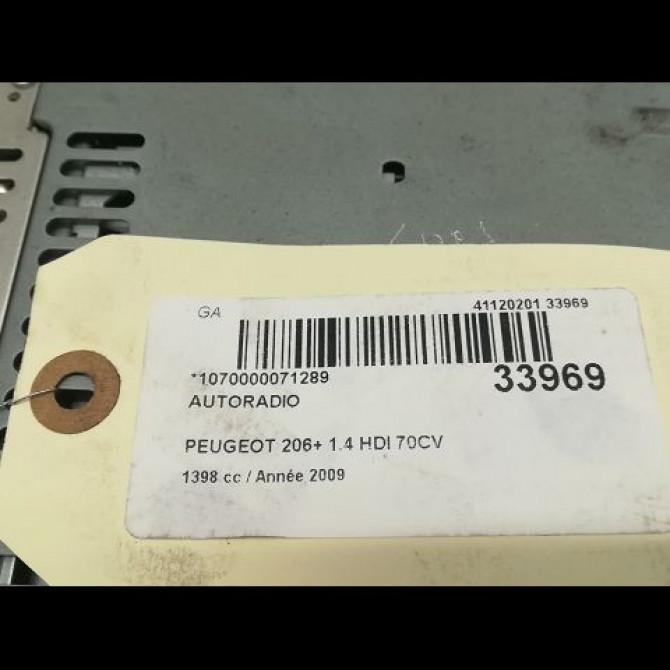 GA 41120201 33969
*1070000071289 33969
AUTORADIO
PEUGEOT 206+ 1.4 HDI 70CV
1398 cc / Année 2009